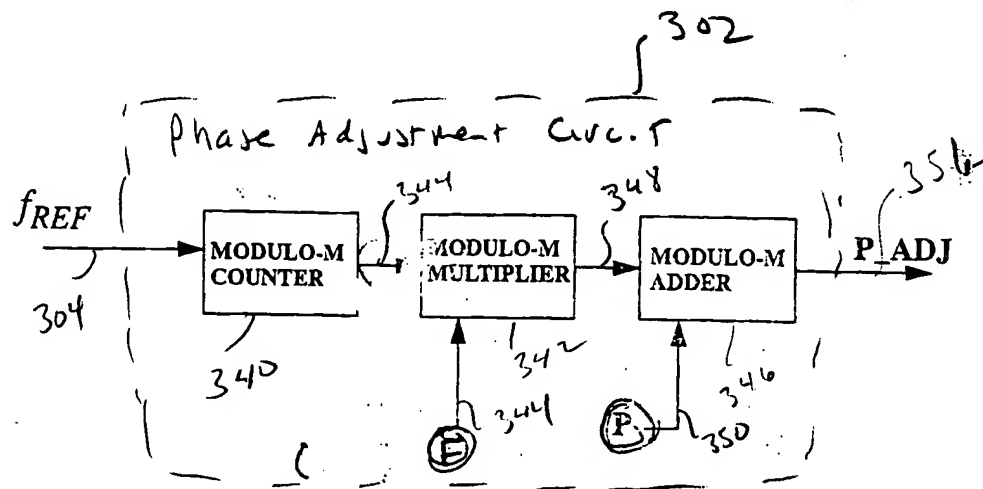 302
Phase Adjustment Circuit
344
348
356
fREF
MODULO-M
COUNTER
MODULO-M
MULTIPLIER
MODULO-M
ADDER
P_ADJ
304
340
342
346
344
350
F
P